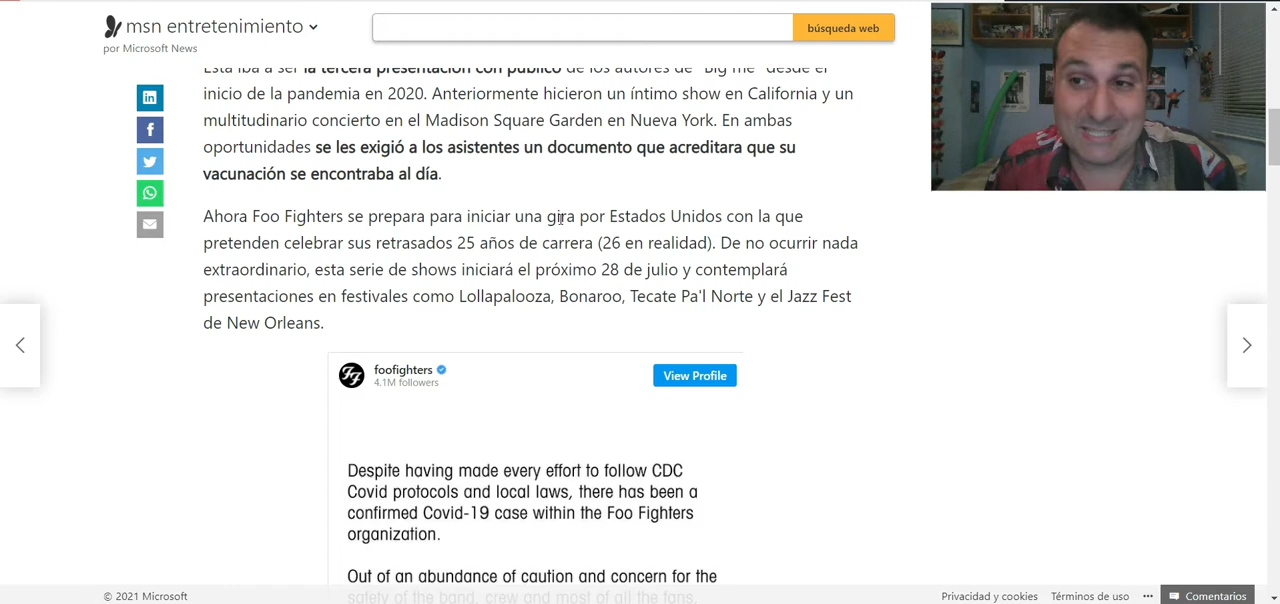 msn entretenimiento
búsqueda web
por Microsoft News
Esta iba a ser la tercera presentación con público de los autores de "Big me" desde el
inicio de la pandemia en 2020. Anteriormente hicieron un íntimo show en California y un
multitudinario concierto en el Madison Square Garden en Nueva York. En ambas
oportunidades se les exigió a los asistentes un documento que acreditara que su
vacunación se encontraba al día.
Ahora Foo Fighters se prepara para iniciar una gira por Estados Unidos con la que
pretenden celebrar sus retrasados 25 años de carrera (26 en realidad). De no ocurrir nada
extraordinario, esta serie de shows iniciará el próximo 28 de julio y contemplará
presentaciones en festivales como Lollapalooza, Bonaroo, Tecate Pa'l Norte y el Jazz Fest
de New Orleans.
FF
foofighters
4.1M followers
View Profile
Despite having made every effort to follow CDC
Covid protocols and local laws, there has been a
confirmed Covid-19 case within the Foo Fighters
organization.
Out of an abundance of caution and concern for the
safety of the band, crew and most of all the fans,
© 2021 Microsoft
Privacidad y cookies
Términos de uso
Comentarios